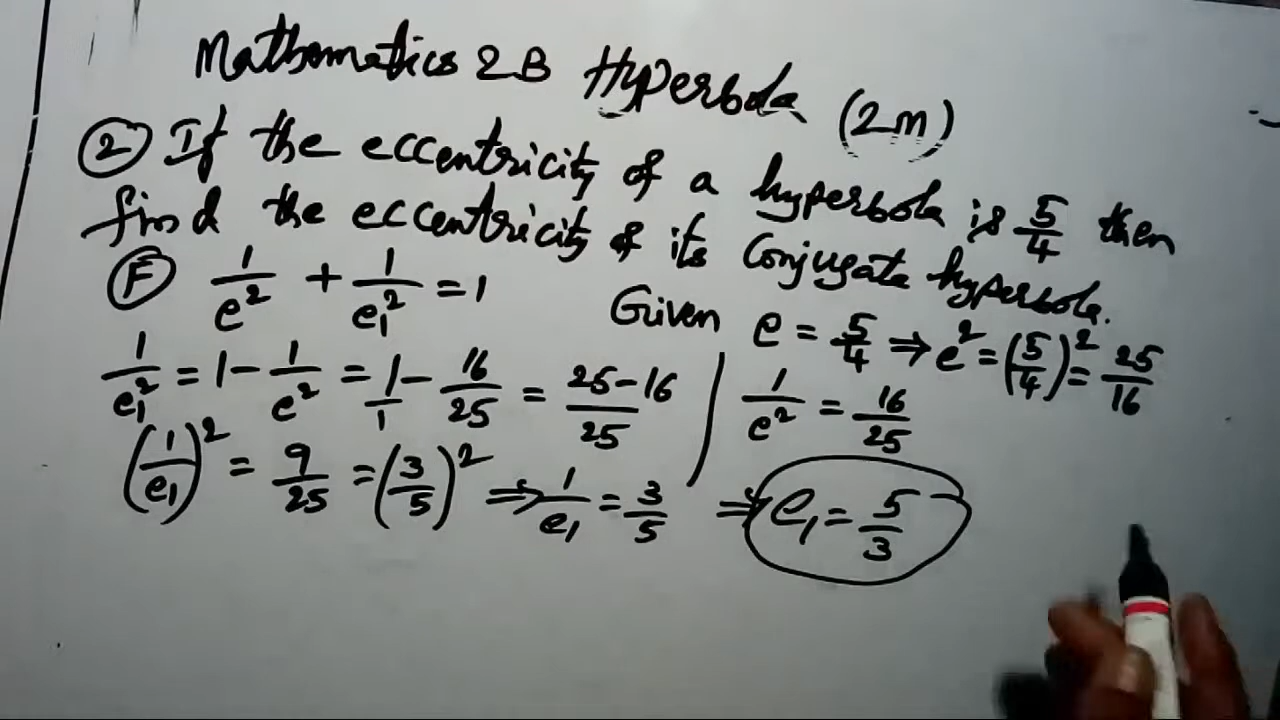 Mathematics 2B Hyperbola (2m)
② If the eccentricity of a hyperbola is 5/4 then
find the eccentricity of its Conjugate hyperbola.
Ⓕ 1/e² + 1/e₁² = 1
Given e = 5/4 ⇒ e² = (5/4)² = 25/16
1/e₁² = 1 - 1/e² = 1/1 - 16/25 = 25-16/25
1/e² = 16/25
(1/e₁)² = 9/25 = (3/5)² ⇒ 1/e₁ = 3/5 ⇒ e₁ = 5/3